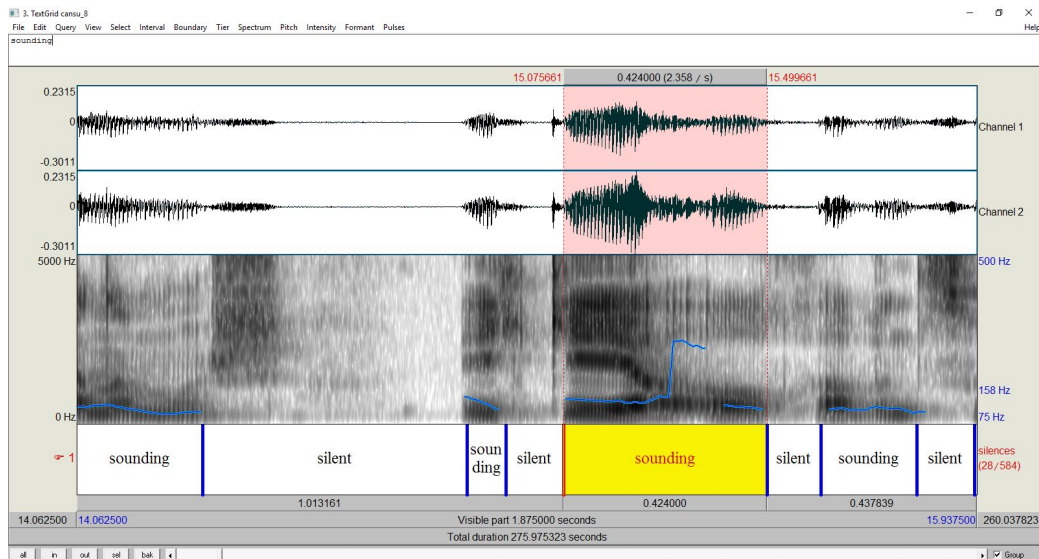 3. TextGrid cansu_8
File Edit Query View Select Interval Boundary Tier Spectrum Pitch Intensity Formant Pulses Help
sounding
15.075661 0.424000 (2.358 / s) 15.499661
0.2315
0 Channel 1
-0.3011
0.2315
0 Channel 2
-0.3011
5000 Hz 500 Hz
158 Hz
0 Hz 75 Hz
1 sounding silent soun silent sounding silent sounding silent silences
ding (28/584)
1.013161 0.424000 0.437839
14.062500 14.062500 Visible part 1.875000 seconds 15.937500 260.037823
Total duration 275.975323 seconds
all in out sel bak Group